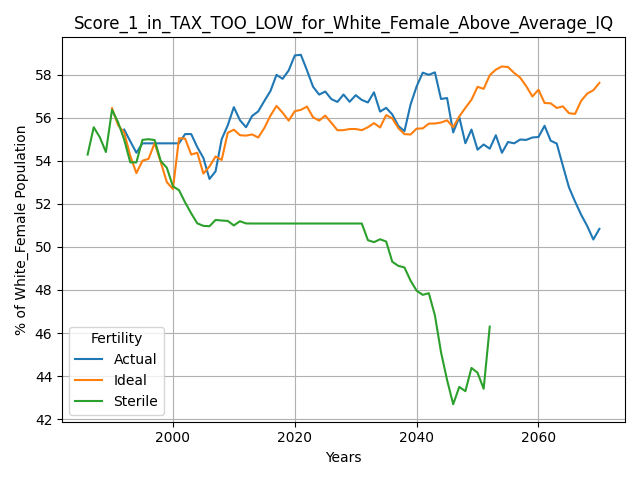 Score_1_in_TAX_TOO_LOW_for_White_Female_Above_Average_IQ
% of White_Female Population
58
56
54
52
50
48
46
44
42
Fertility
Actual
Ideal
Sterile
2000
2020
2040
2060
Years